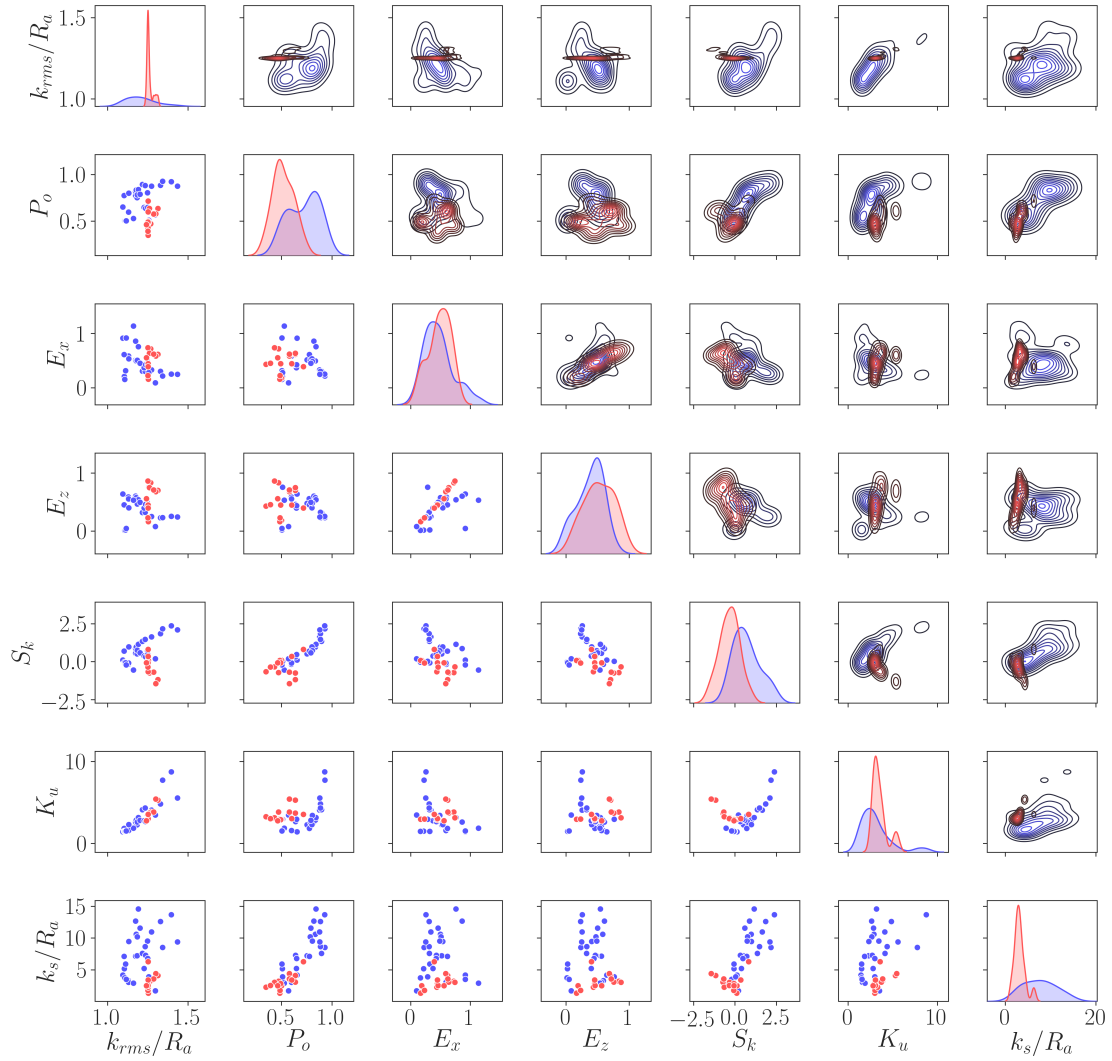 k_{rms}/R_a
1.5
1.0
P_o
1.0
0.5
E_x
1
0
E_z
1
0
S_k
2.5
0.0
−2.5
K_u
10
0
k_s/R_a
15
10
5
1.0 1.5 0.5 1.0 0 1 0 1 −2.5 0.0 2.5 0 10 0 10 20
k_{rms}/R_a P_o E_x E_z S_k K_u k_s/R_a